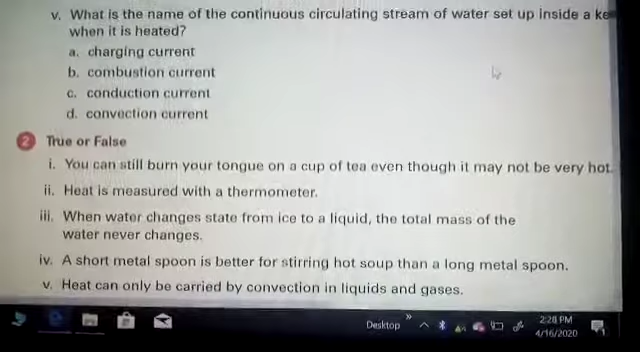 v. What is the name of the continuous circulating stream of water set up inside a
when it is heated?
a. charging current
b. combustion current
c. conduction current
d. convection current
2 True or False
i. You can still burn your tongue on a cup of tea even though it may not be very hot.
ii. Heat is measured with a thermometer.
iii. When water changes state from ice to a liquid, the total mass of the
water never changes.
iv. A short metal spoon is better for stirring hot soup than a long metal spoon.
v. Heat can only be carried by convection in liquids and gases.
Desktop
2:28 PM
4/16/2020